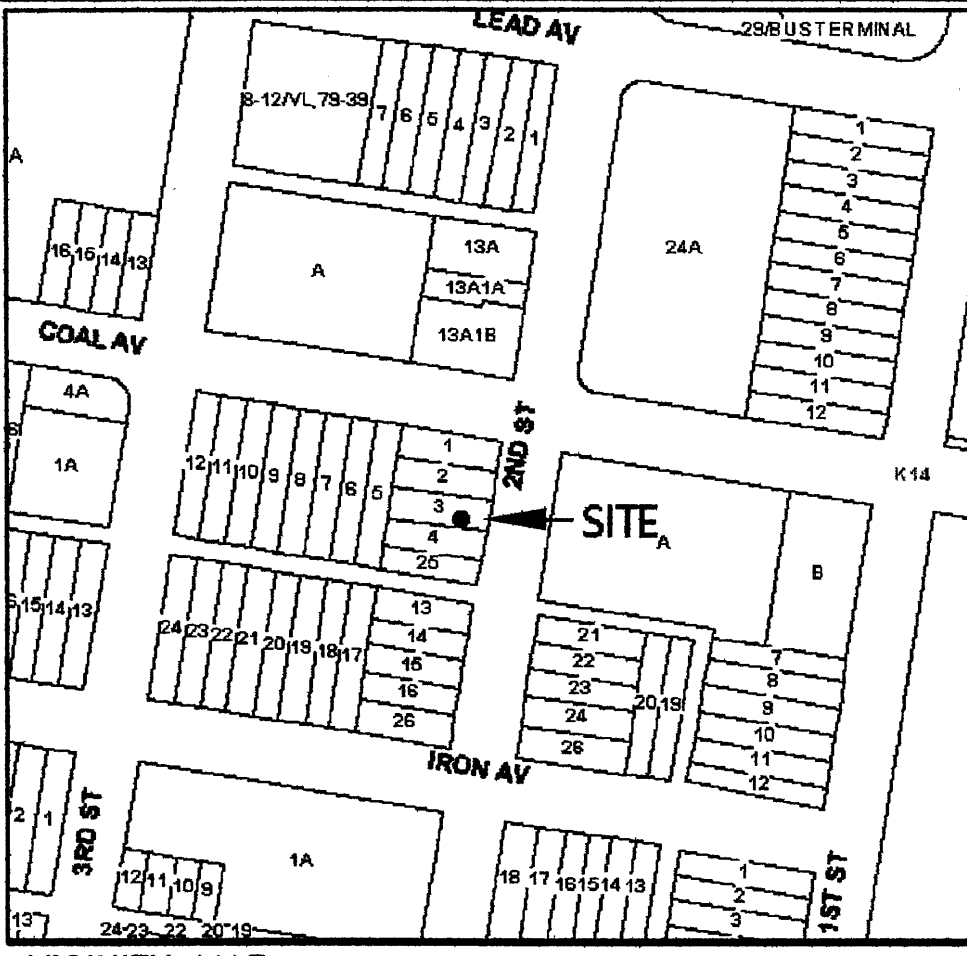 LEAD AV
29/BUSTERMINAL
8-12/VL,79-39 7 6 5 4 3 2 1
A
16 15 14 13
A
13A
13A1A
13A1B
24A
1
2
3
4
5
6
7
8
9
10
11
12
COAL AV
4A
1A
12 11 10 9 8 7 6 5
1
2
3
4
25
2ND ST
SITE
A
B
K14
15 14 13
24 23 22 21 20 19 18 17
13
14
15
16
26
21
22
23
24
26
20 19
7
8
9
10
11
12
IRON AV
2 1
3RD ST
1A
12 11 10 9
24-23 22 20 19
13
18 17 16 15 14 13
1
2
3
1ST ST